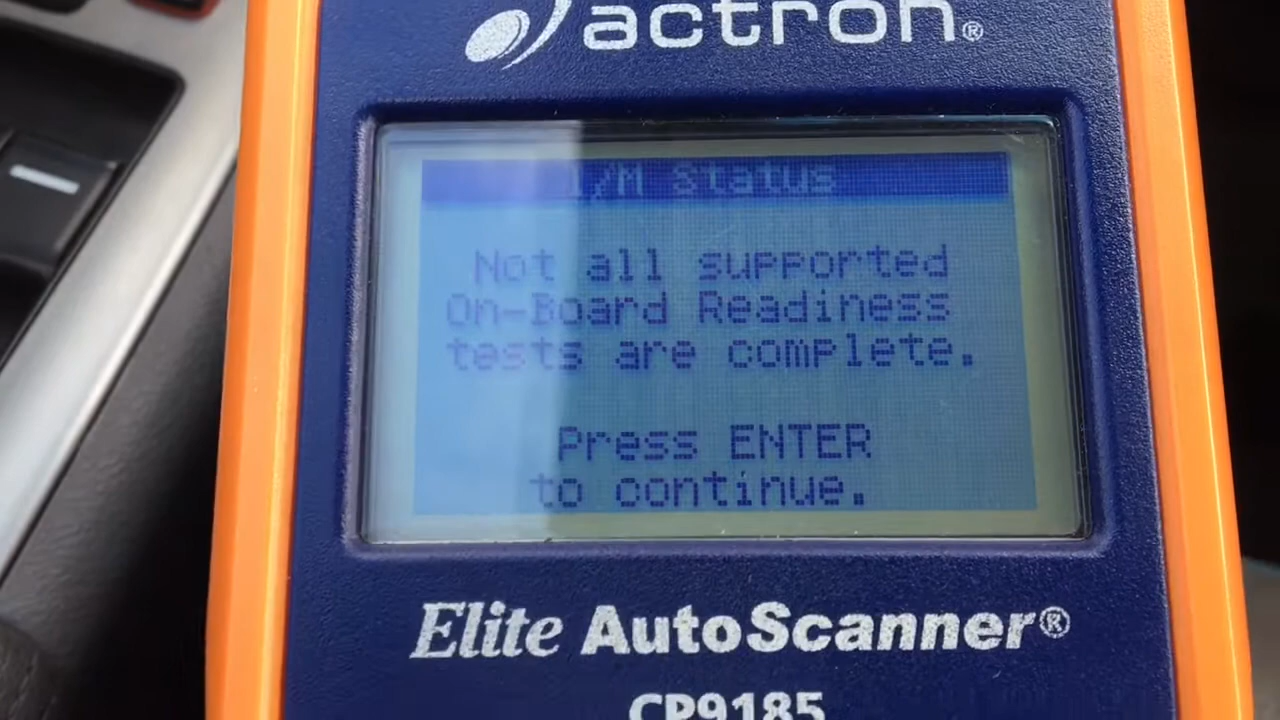 actron®
I/M Status
Not all supported
On-Board Readiness
tests are complete.
Press ENTER
to continue.
Elite AutoScanner®
CP9185